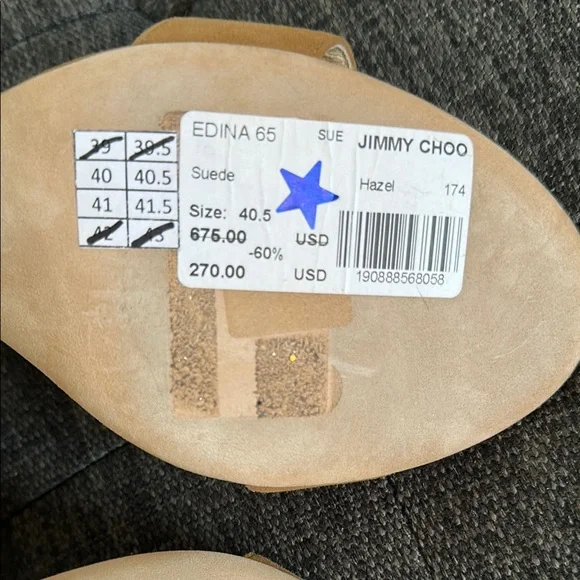 EDINA 65 SUE JIMMY CHOO
Suede Hazel 174
Size: 40.5
675.00 USD
-60%
270.00 USD
190888568058
39 38.5
40 40.5
41 41.5
42 43